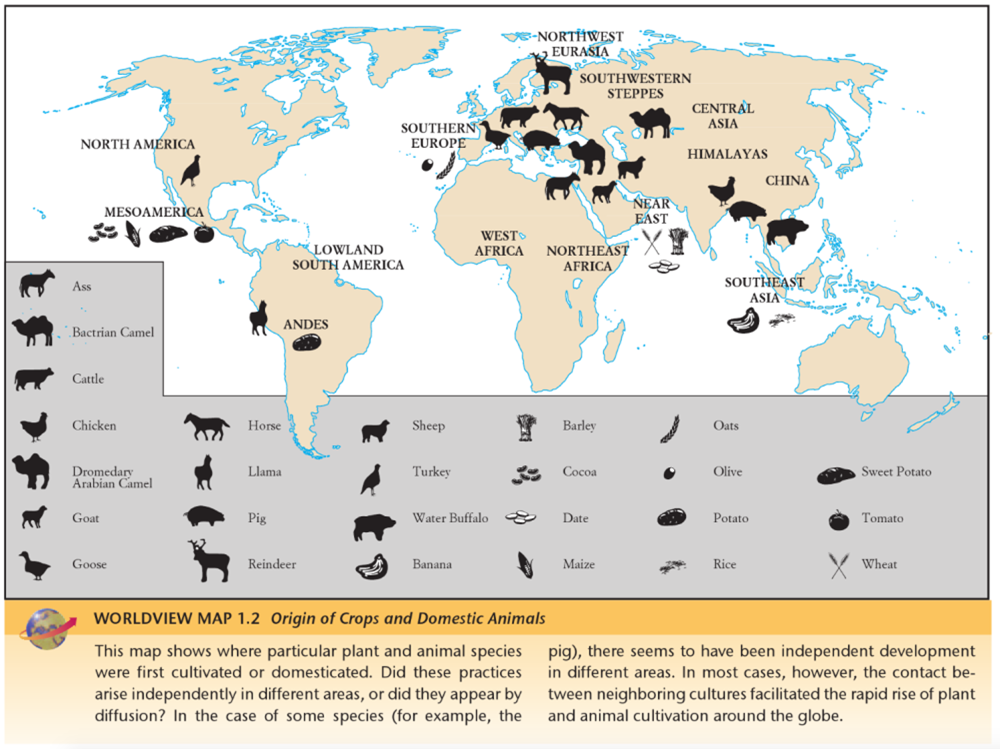 NORTHWEST
EURASIA
SOUTHWESTERN
STEPPES
CENTRAL
ASIA
SOUTHERN
EUROPE
NORTH AMERICA
HIMALAYAS
CHINA
MESOAMERICA
NEAR
EAST
WEST
AFRICA
NORTHEAST
AFRICA
LOWLAND
SOUTH AMERICA
SOUTHEAST
ASIA
ANDES
Ass
Bactrian Camel
Cattle
Chicken
Dromedary
Arabian Camel
Goat
Goose
Horse
Llama
Pig
Reindeer
Sheep
Turkey
Water Buffalo
Banana
Barley
Cocoa
Date
Maize
Oats
Olive
Potato
Rice
Sweet Potato
Tomato
Wheat
WORLDVIEW MAP 1.2 Origin of Crops and Domestic Animals
This map shows where particular plant and animal species
were first cultivated or domesticated. Did these practices
arise independently in different areas, or did they appear by
diffusion? In the case of some species (for example, the
pig), there seems to have been independent development
in different areas. In most cases, however, the contact be-
tween neighboring cultures facilitated the rapid rise of plant
and animal cultivation around the globe.